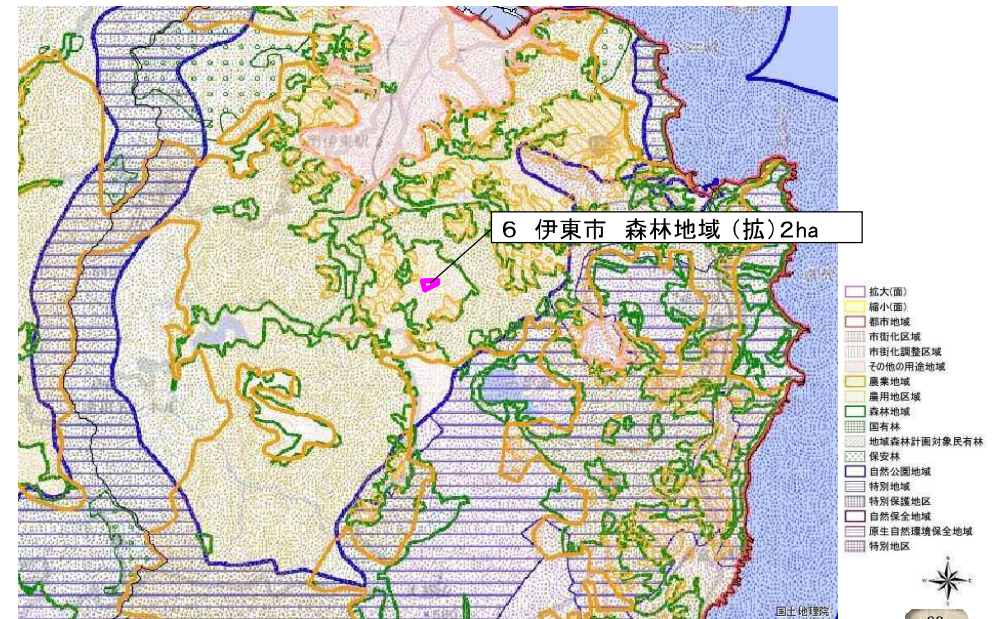 6 伊東市 森林地域 (拡)2ha
拡大(面)
縮小(面)
都市地域
市街化区域
市街化調整区域
その他の用途地域
農業地域
農用地区域
森林地域
国有林
地域森林計画対象民有林
保安林
自然公園地域
特別地域
特別保護地区
自然保全地域
原生自然環境保全地域
特別地区
国土地理院